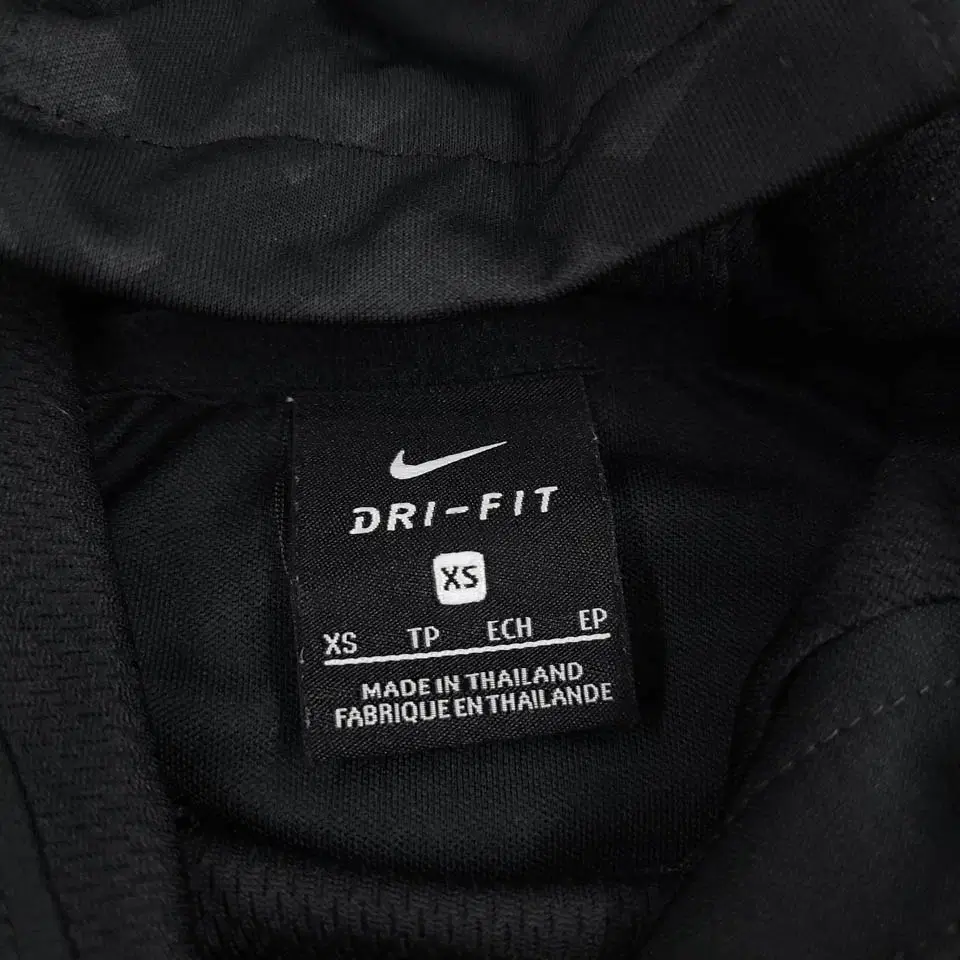 DRI-FIT
XS
XS TP ECH EP
MADE IN THAILAND
FABRIQUE EN THAILANDE